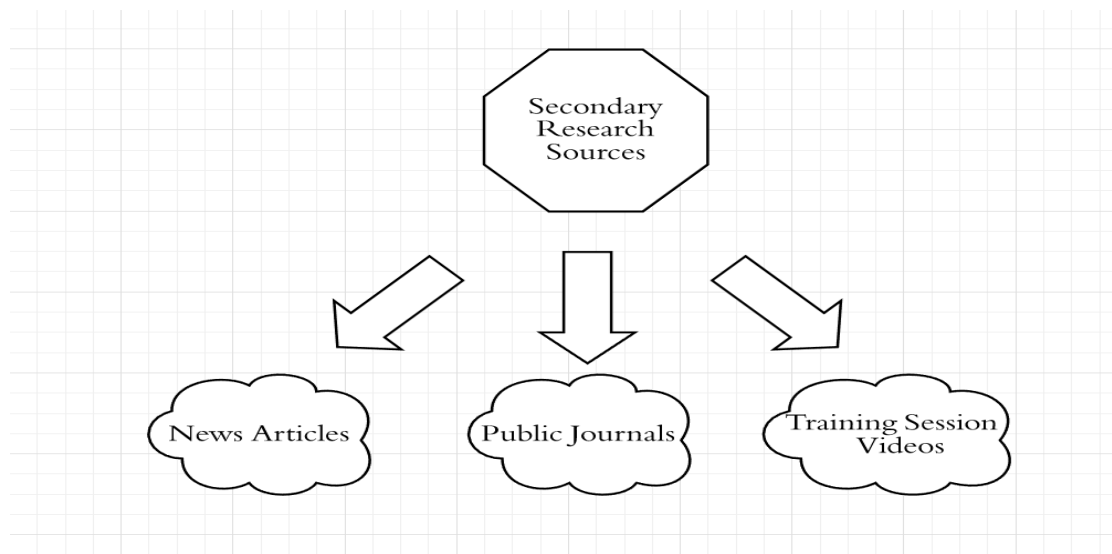 Secondary
Research
Sources
News Articles
Public Journals
Training Session
Videos